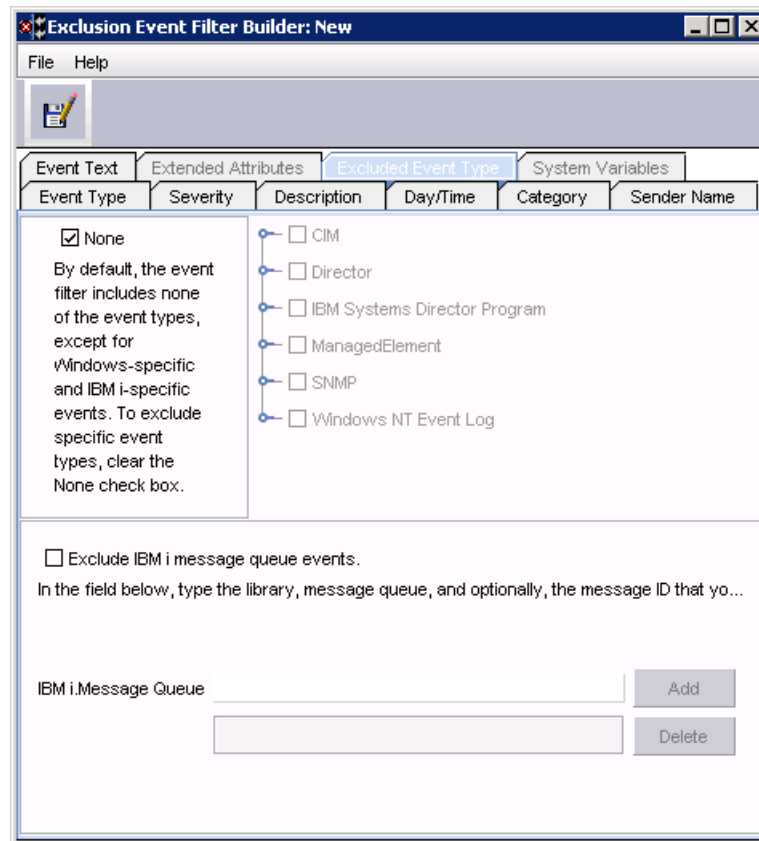 Exclusion Event Filter Builder: New
File Help
Event Text Extended Attributes Excluded Event Type System Variables
Event Type Severity Description Day/Time Category Sender Name
None
By default, the event
filter includes none
of the event types,
except for
Windows-specific
and IBM i-specific
events. To exclude
specific event
types, clear the
None check box.
CIM
Director
IBM Systems Director Program
ManagedElement
SNMP
Windows NT Event Log
Exclude IBM i message queue events.
In the field below, type the library, message queue, and optionally, the message ID that yo...
IBM i.Message Queue
Add
Delete